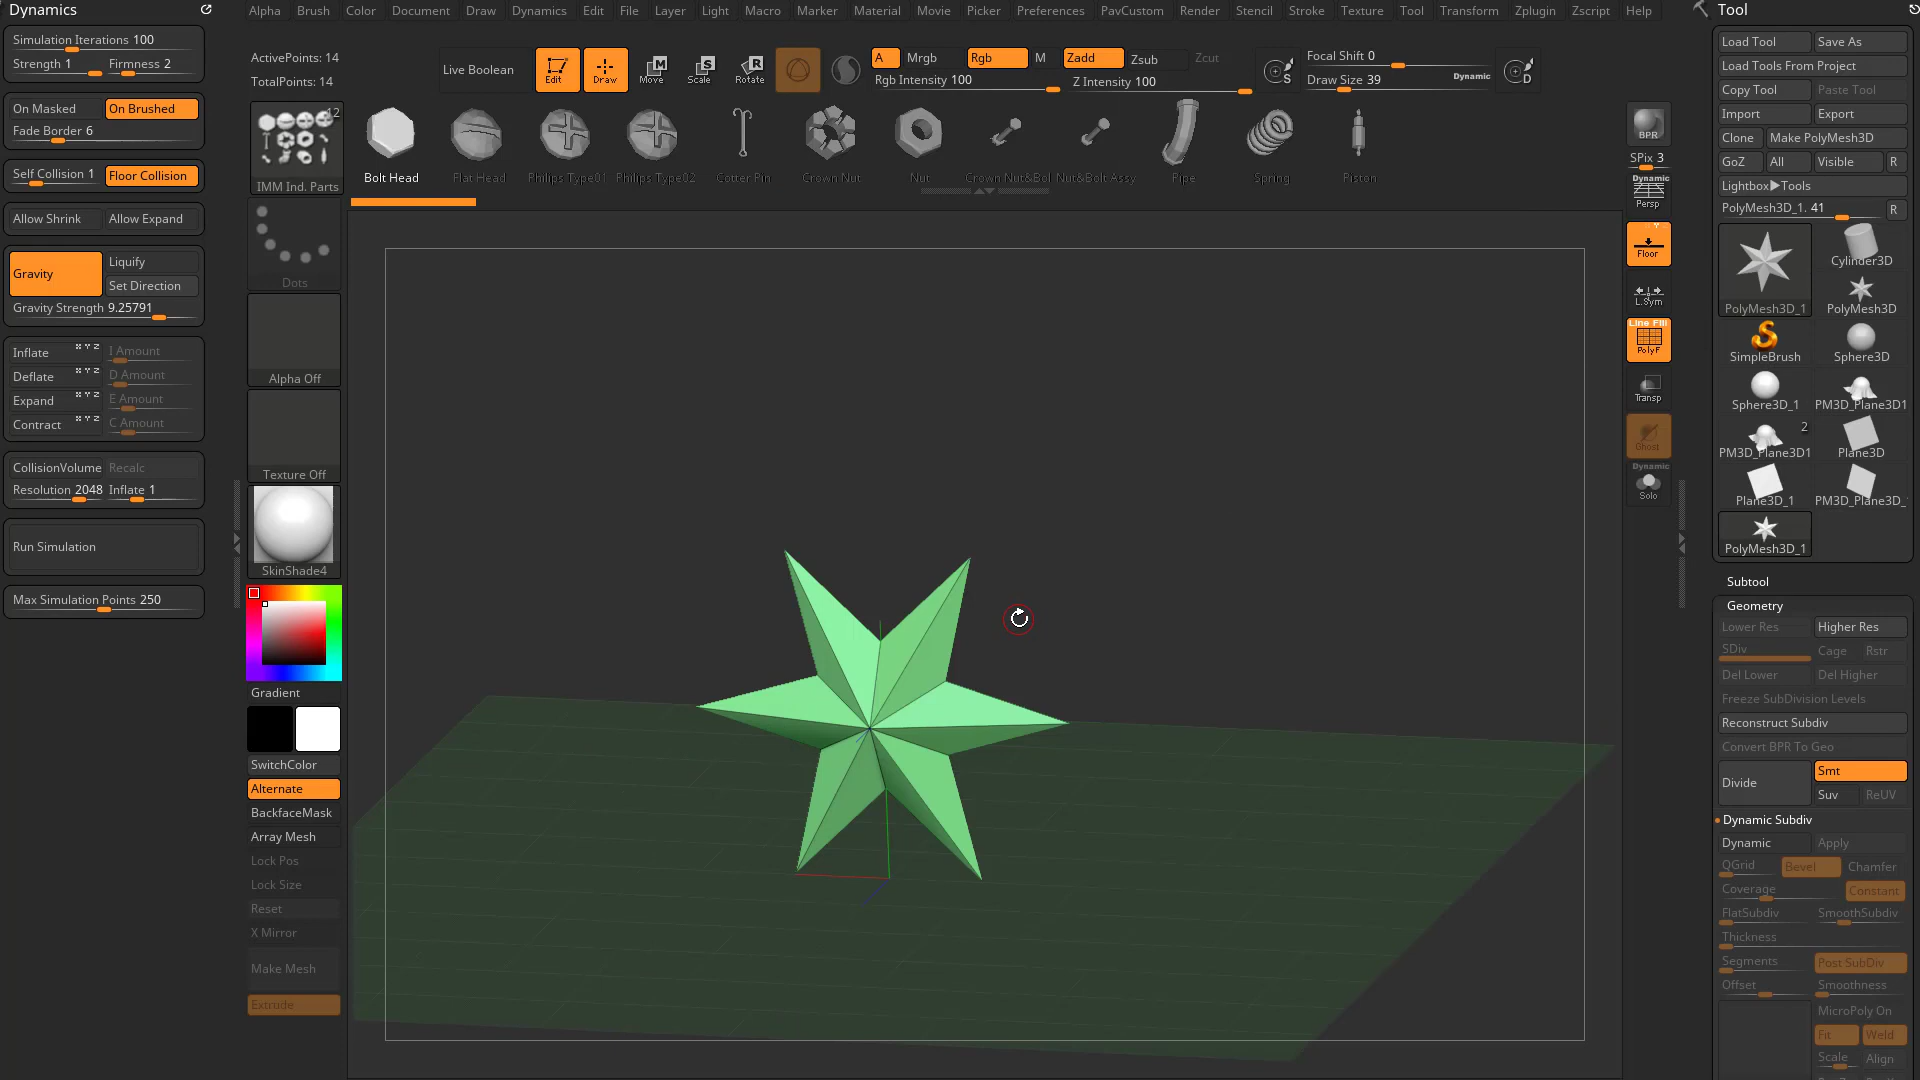 Dynamics
Simulation Iterations 100
Strength 1 Firmness 2
On Masked On Brushed
Fade Border 6
Self Collision 1 Floor Collision
Allow Shrink Allow Expand
Gravity Liquify
Set Direction
Gravity Strength 9.25791
Inflate x y z I Amount
Deflate x y z D Amount
Expand x y z E Amount
Contract x y z C Amount
CollisionVolume Recalc
Resolution 2048 Inflate 1
Run Simulation
Max Simulation Points 250
Alpha Brush Color Document Draw Dynamics Edit File Layer Light Macro Marker Material Movie Picker Preferences PavCustom Render Stencil Stroke Texture Tool Transform Zplugin Zscript Help
ActivePoints: 14
TotalPoints: 14
Live Boolean
Edit Draw Move Scale Rotate
M S R
A Mrgb Rgb M Zadd Zsub Zcut
Rgb Intensity 100 Z Intensity 100
S
Focal Shift 0
Draw Size 39 Dynamic
D
12
IMM Ind. Parts
Bolt Head Flat Head Philips Type01 Philips Type02 Cotter Pin Crown Nut Nut Crown Nut&Bol Nut&Bolt Assy Pipe Spring Piston
Dots
Alpha Off
Texture Off
SkinShade4
Gradient
SwitchColor
Alternate
BackfaceMask
Array Mesh
Lock Pos
Lock Size
Reset
X Mirror
Make Mesh
Extrude
BPR
SPix 3
Dynamic
Persp
Floor
L.Sym
Line Fill
PolyF
Transp
Ghost
Dynamic
Solo
Tool
Load Tool Save As
Load Tools From Project
Copy Tool Paste Tool
Import Export
Clone Make PolyMesh3D
GoZ All Visible R
Lightbox▶Tools
PolyMesh3D_1. 41 R
PolyMesh3D_1 Cylinder3D
PolyMesh3D
SimpleBrush Sphere3D
Sphere3D_1 PM3D_Plane3D1
2
PM3D_Plane3D1 Plane3D
Plane3D_1 PM3D_Plane3D_
PolyMesh3D_1
Subtool
Geometry
Lower Res Higher Res
SDiv Cage Rstr
Del Lower Del Higher
Freeze SubDivision Levels
Reconstruct Subdiv
Convert BPR To Geo
Divide Smt
Suv ReUV
Dynamic Subdiv
Dynamic Apply
QGrid Bevel Chamfer
Coverage Constant
FlatSubdiv SmoothSubdiv
Thickness
Segments Post SubDiv
Offset Smoothness
MicroPoly On
Fit Weld
Scale Align